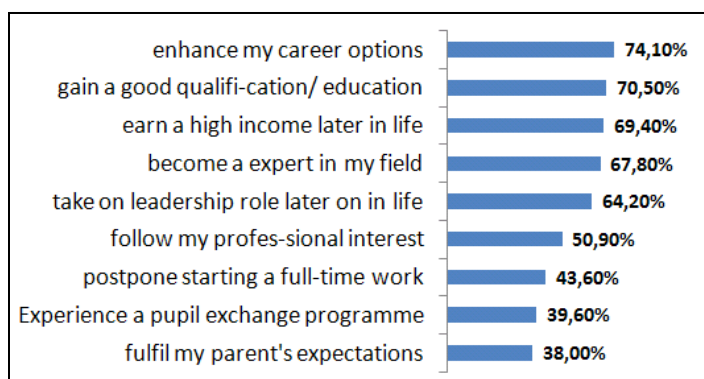 enhance my career options 74,10%
gain a good qualifi-cation/ education 70,50%
earn a high income later in life 69,40%
become a expert in my field 67,80%
take on leadership role later on in life 64,20%
follow my profes-sional interest 50,90%
postpone starting a full-time work 43,60%
Experience a pupil exchange programme 39,60%
fulfil my parent's expectations 38,00%